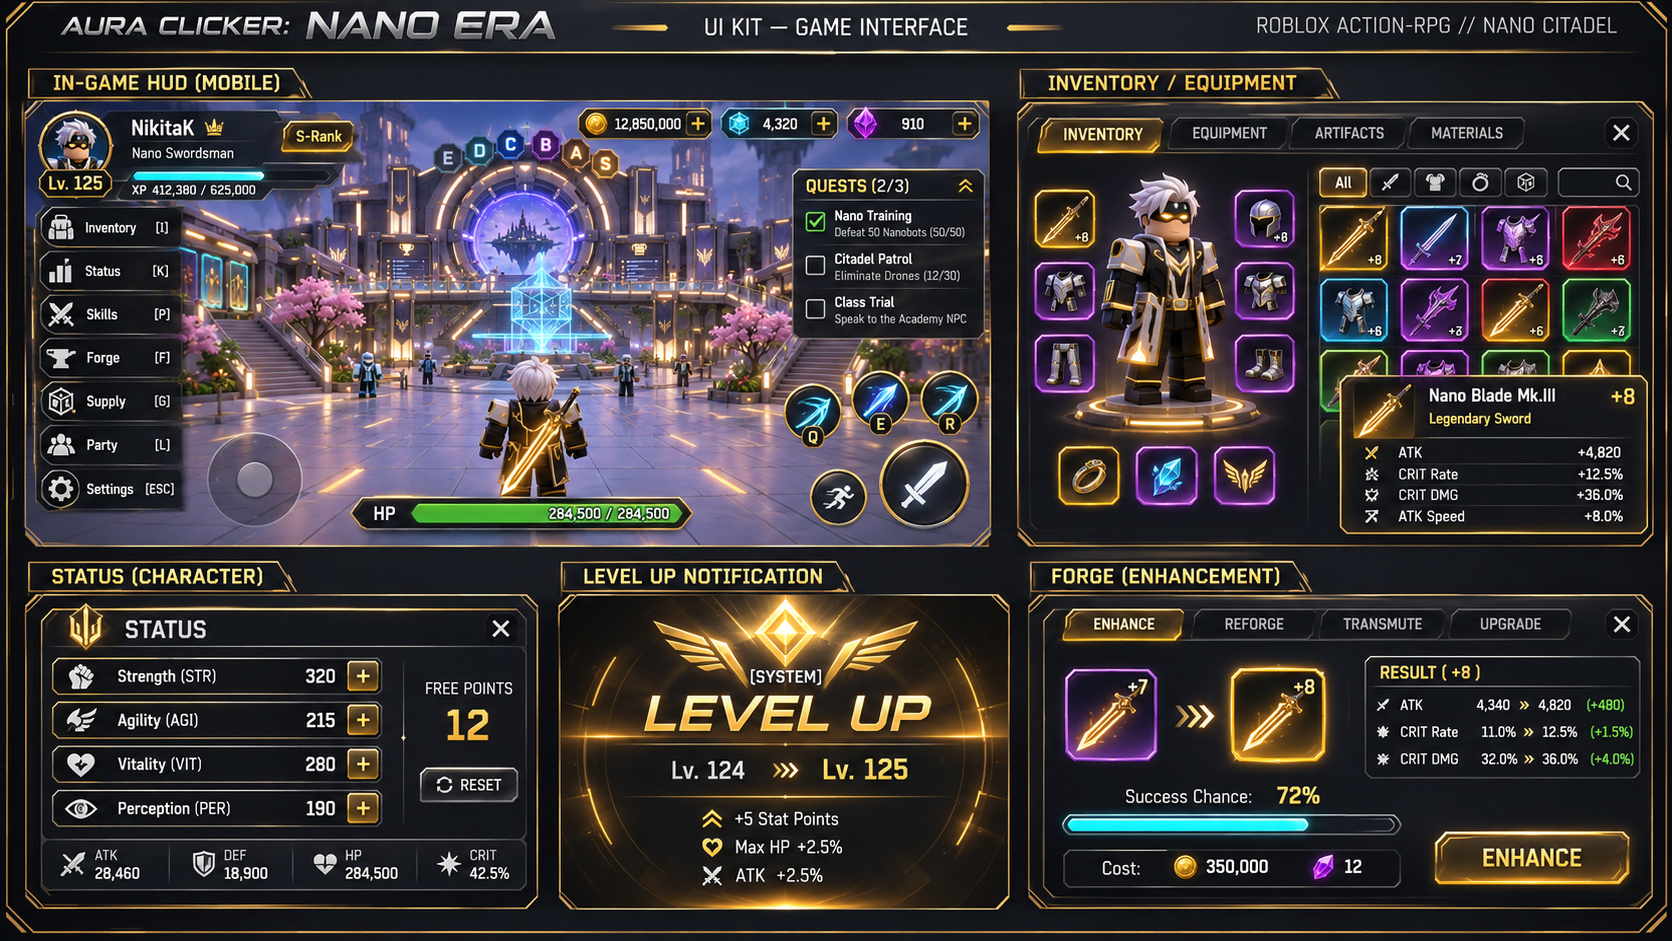 AURA CLICKER: NANO ERA
UI KIT — GAME INTERFACE
ROBLOX ACTION-RPG // NANO CITADEL
IN-GAME HUD (MOBILE)
NikitaK
Nano Swordsman
S-Rank
Lv. 125
XP 412,380 / 625,000
E D C B A S
12,850,000 +
4,320 +
910 +
Inventory [I]
Status [K]
Skills [P]
Forge [F]
Supply [G]
Party [L]
Settings [ESC]
QUESTS (2/3)
Nano Training
Defeat 50 Nanobots (50/50)
Citadel Patrol
Eliminate Drones (12/30)
Class Trial
Speak to the Academy NPC
Q E R
HP 284,500 / 284,500
INVENTORY / EQUIPMENT
INVENTORY EQUIPMENT ARTIFACTS MATERIALS
All
+8 +8
+8 +7 +6 +6
+6 +3 +6 +3
Nano Blade Mk.III +8
Legendary Sword
ATK +4,820
CRIT Rate +12.5%
CRIT DMG +36.0%
ATK Speed +8.0%
STATUS (CHARACTER)
STATUS
Strength (STR) 320 +
Agility (AGI) 215 +
Vitality (VIT) 280 +
Perception (PER) 190 +
FREE POINTS
12
RESET
ATK
28,460
DEF
18,900
HP
284,500
CRIT
42.5%
LEVEL UP NOTIFICATION
[SYSTEM]
LEVEL UP
Lv. 124 Lv. 125
+5 Stat Points
Max HP +2.5%
ATK +2.5%
FORGE (ENHANCEMENT)
ENHANCE REFORGE TRANSMUTE UPGRADE
+7 +8
RESULT ( +8 )
ATK 4,340 » 4,820 (+480)
CRIT Rate 11.0% » 12.5% (+1.5%)
CRIT DMG 32.0% » 36.0% (+4.0%)
Success Chance: 72%
Cost: 350,000 12
ENHANCE